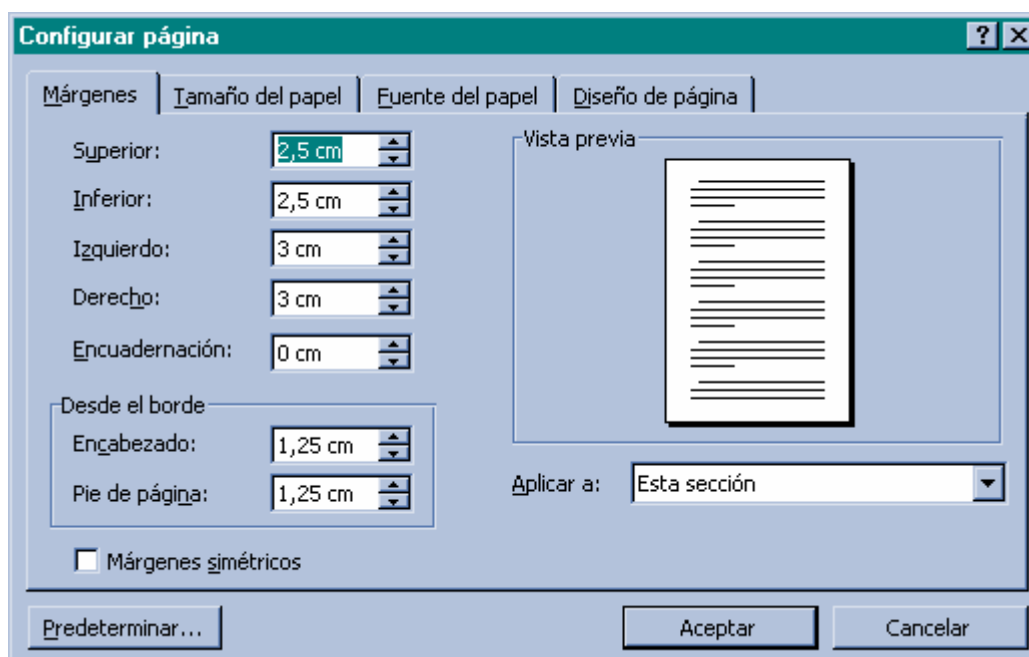 Configurar página
Márgenes
Tamaño del papel
Fuente del papel
Diseño de página
Superior: 2,5 cm
Inferior: 2,5 cm
Izquierdo: 3 cm
Derecho: 3 cm
Encuadernación: 0 cm
Desde el borde
Encabezado: 1,25 cm
Pie de página: 1,25 cm
Márgenes simétricos
Vista previa
Aplicar a: Esta sección
Predeterminar...
Aceptar
Cancelar